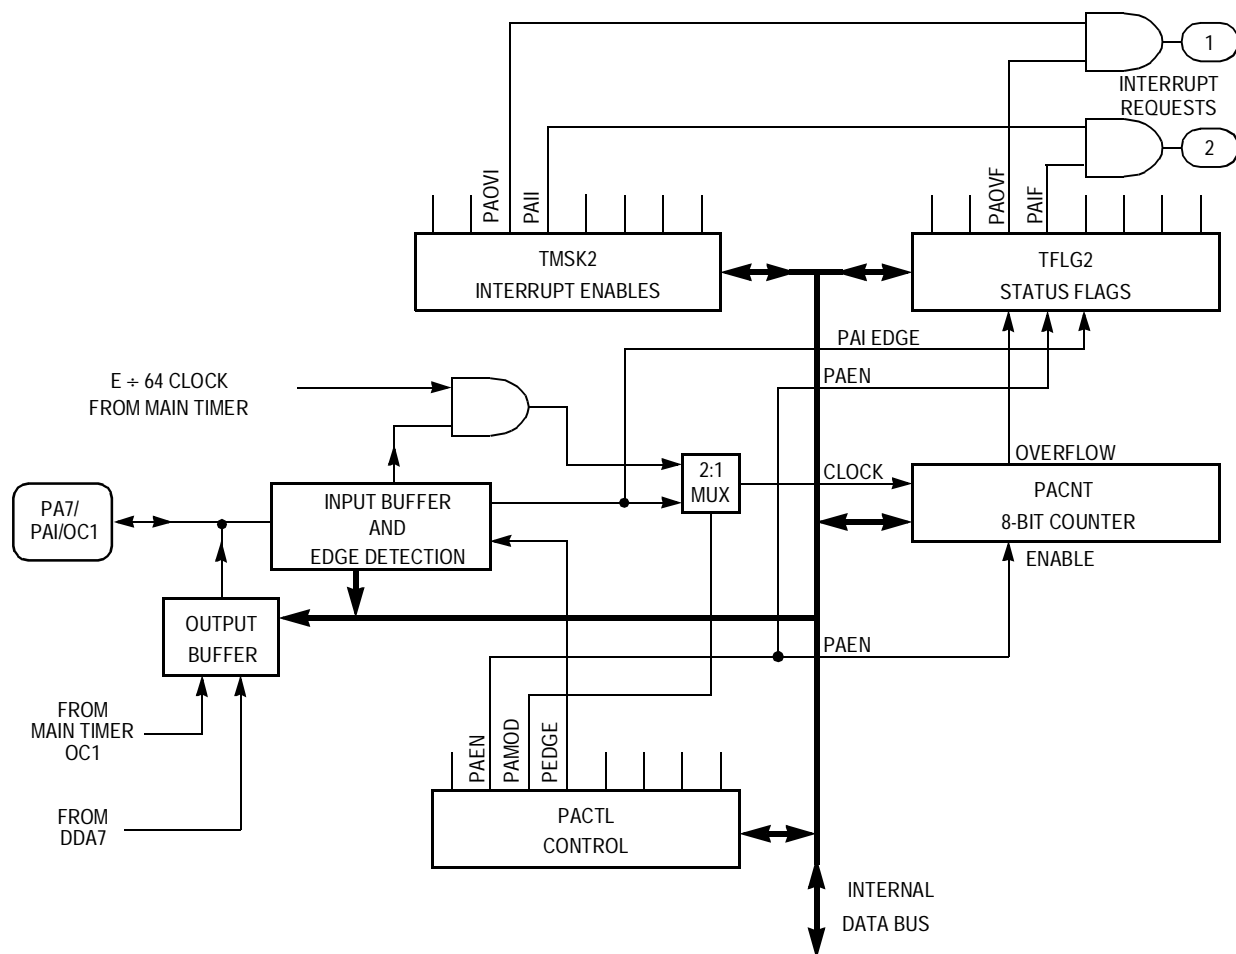 1
INTERRUPT
REQUESTS
2
PAOVI
PAII
PAOVF
PAIF
TMSK2
INTERRUPT ENABLES
TFLG2
STATUS FLAGS
PAI EDGE
E ÷ 64 CLOCK
FROM MAIN TIMER
PAEN
OVERFLOW
2:1
MUX
CLOCK
PACNT
8-BIT COUNTER
PA7/
PAI/OC1
INPUT BUFFER
AND
EDGE DETECTION
ENABLE
OUTPUT
BUFFER
PAEN
FROM
MAIN TIMER
OC1
PAEN
PAMOD
PEDGE
FROM
DDA7
PACTL
CONTROL
INTERNAL
DATA BUS